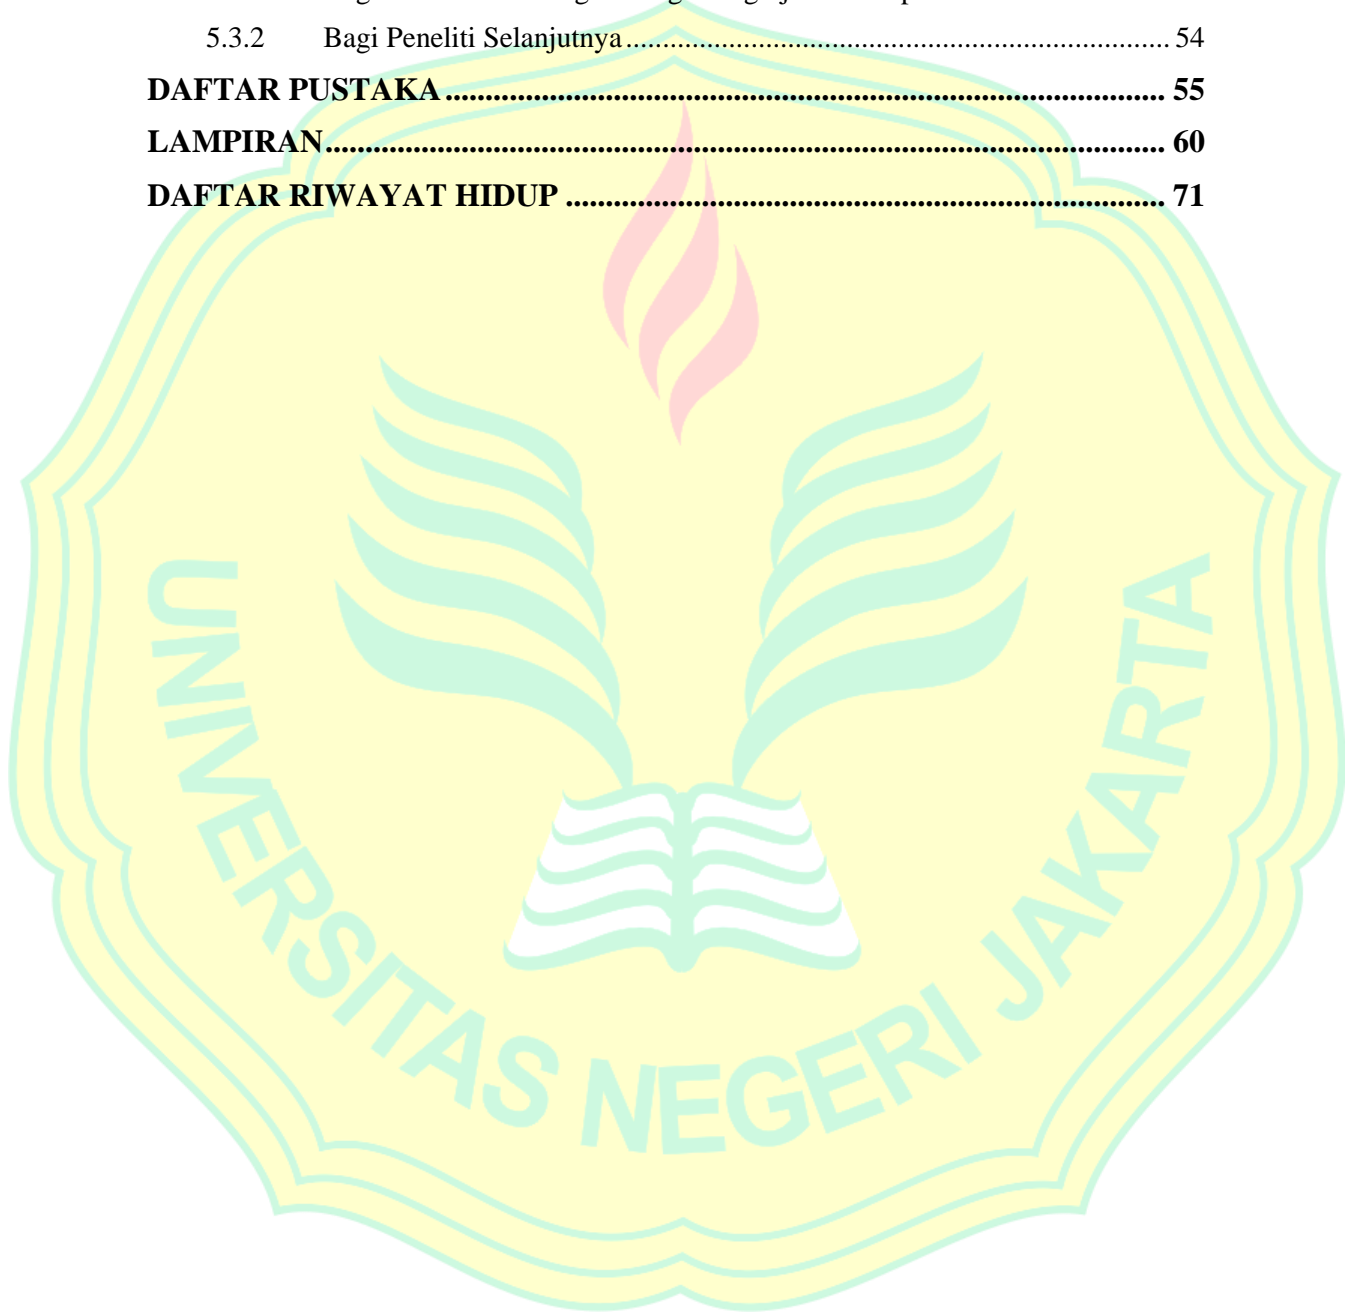 5.3.2 Bagi Peneliti Selanjutnya .......................................................................................... 54
DAFTAR PUSTAKA .......................................................................................... 55
LAMPIRAN.......................................................................................................... 60
DAFTAR RIWAYAT HIDUP ........................................................................... 71
UNIVERSITAS NEGERI JAKARTA